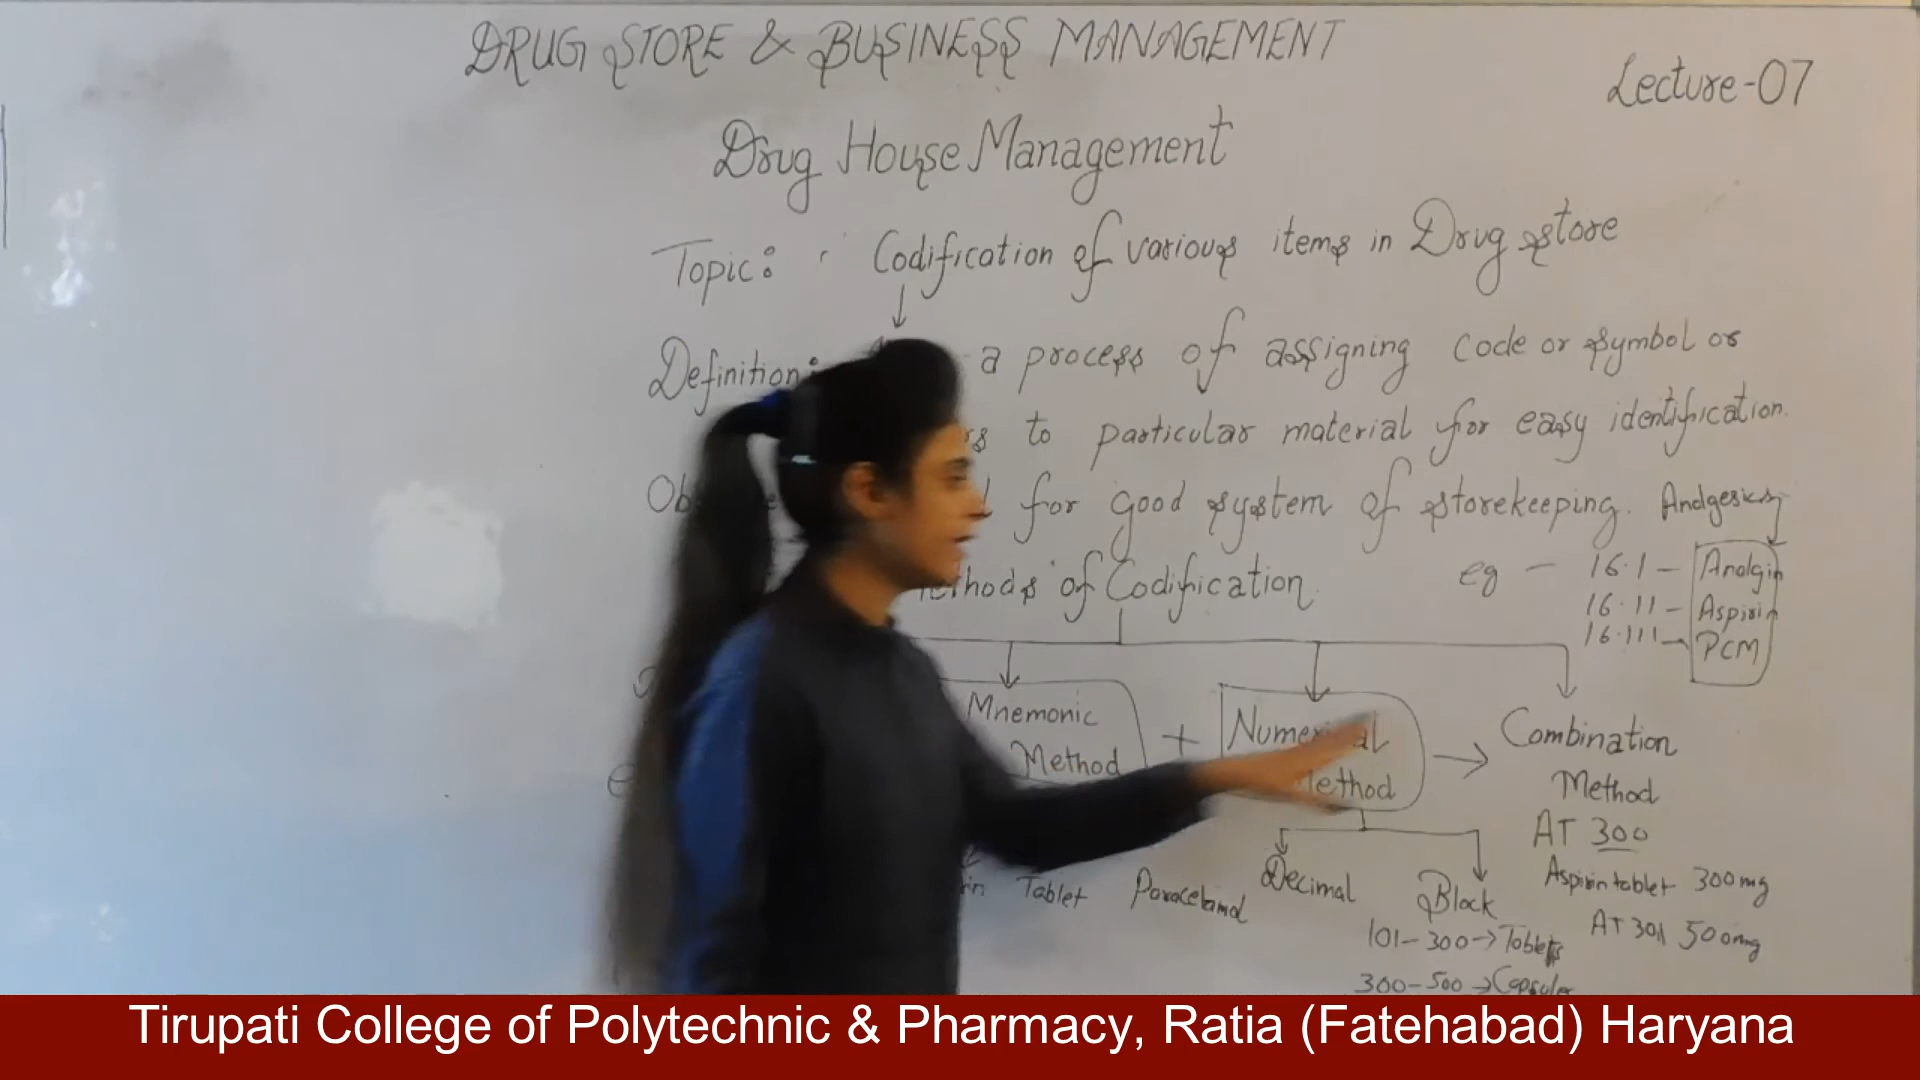 DRUG STORE & BUSINESS MANAGEMENT
Lecture-07
Drug House Management
Topic: Codification of various items in Drug store
Definition: a process of assigning code or symbol or
to particular material for easy identification.
for good system of storekeeping.
Methods of Codification
eg - 16.1 - Analgin
16.11 - Aspirin
16.111 - PCM
Mnemonic
Method
+
Numerical
Method
Combination
Method
AT 300
Aspirin tablet 300mg
AT 301 500mg
Tablet
Decimal
Block
101-300 → Tablets
300-500 → Capsules
Tirupati College of Polytechnic & Pharmacy, Ratia (Fatehabad) Haryana